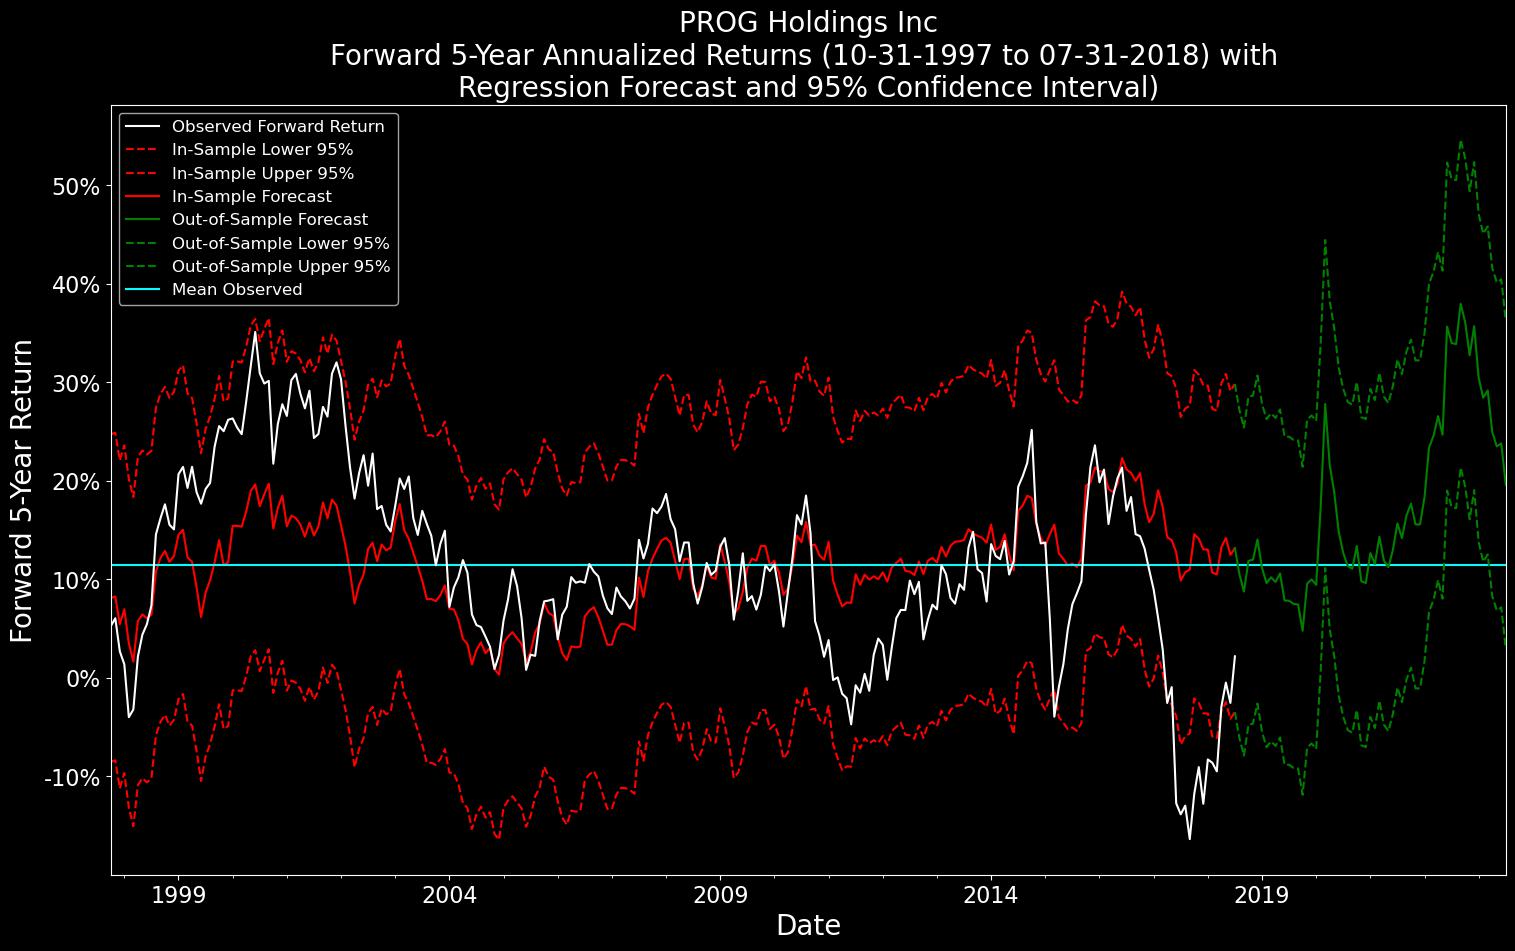 PROG Holdings Inc
Forward 5-Year Annualized Returns (10-31-1997 to 07-31-2018) with
Regression Forecast and 95% Confidence Interval)
Observed Forward Return
In-Sample Lower 95%
In-Sample Upper 95%
In-Sample Forecast
Out-of-Sample Forecast
Out-of-Sample Lower 95%
Out-of-Sample Upper 95%
Mean Observed
Forward 5-Year Return
50%
40%
30%
20%
10%
0%
-10%
1999
2004
2009
2014
2019
Date